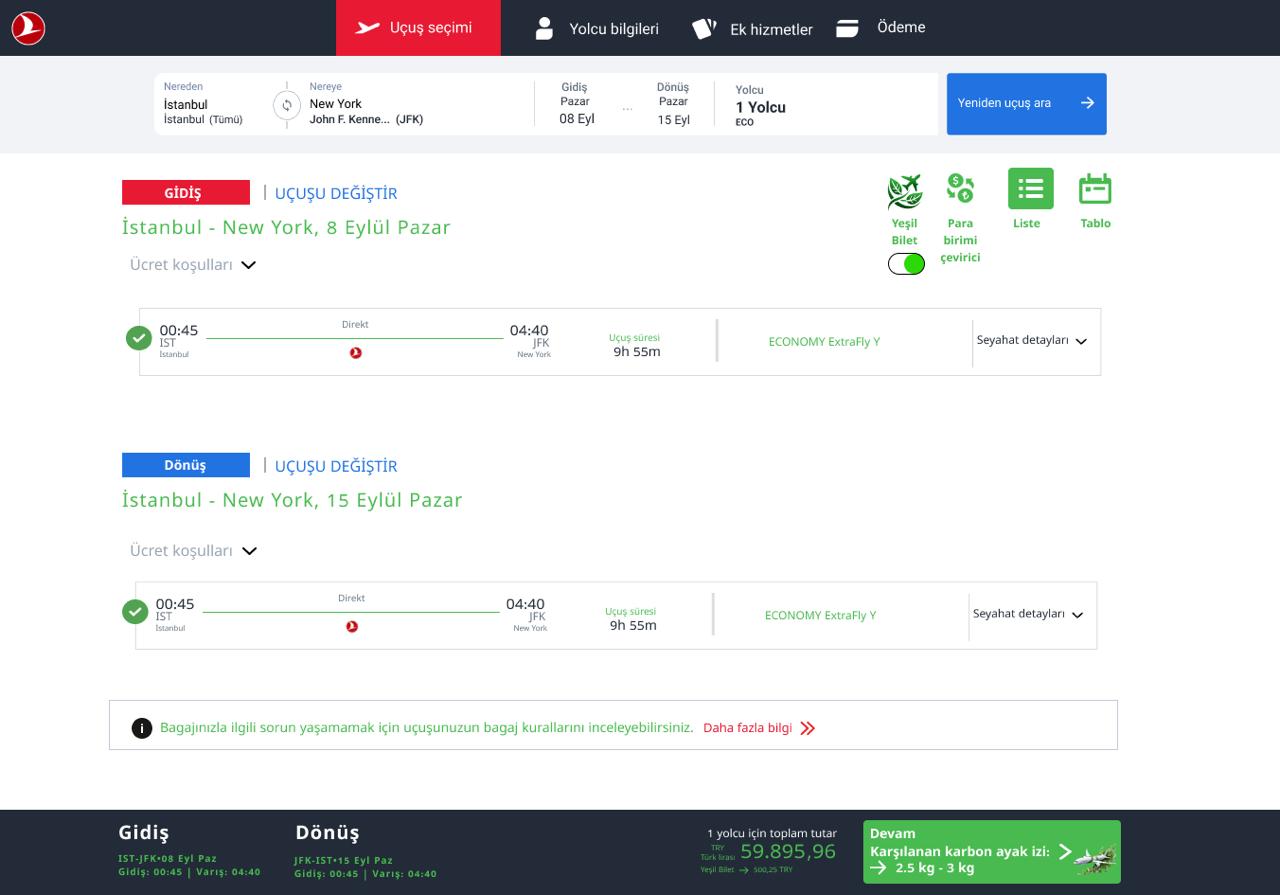 Uçuş seçimi
Yolcu bilgileri
Ek hizmetler
Ödeme
Nereden
İstanbul
İstanbul (Tümü)
Nereye
New York
John F. Kenne... (JFK)
Gidiş
Pazar
08 Eyl
...
Dönüş
Pazar
15 Eyl
Yolcu
1 Yolcu
ECO
Yeniden uçuş ara
GİDİŞ
| UÇUŞU DEĞİŞTİR
İstanbul - New York, 8 Eylül Pazar
Ücret koşulları
Yeşil
Bilet
Para
birimi
çevirici
Liste
Tablo
00:45
IST
İstanbul
Direkt
04:40
JFK
New York
Uçuş süresi
9h 55m
ECONOMY ExtraFly Y
Seyahat detayları
Dönüş
| UÇUŞU DEĞİŞTİR
İstanbul - New York, 15 Eylül Pazar
Ücret koşulları
00:45
IST
İstanbul
Direkt
04:40
JFK
New York
Uçuş süresi
9h 55m
ECONOMY ExtraFly Y
Seyahat detayları
Bagajınızla ilgili sorun yaşamamak için uçuşunuzun bagaj kurallarını inceleyebilirsiniz. Daha fazla bilgi
Gidiş
IST-JFK•08 Eyl Paz
Gidiş: 00:45 | Varış: 04:40
Dönüş
JFK-IST•15 Eyl Paz
Gidiş: 00:45 | Varış: 04:40
1 yolcu için toplam tutar
TRY
Türk lirası
59.895,96
Yeşil Bilet → 500,25 TRY
Devam
Karşılanan karbon ayak izi:
→ 2.5 kg - 3 kg